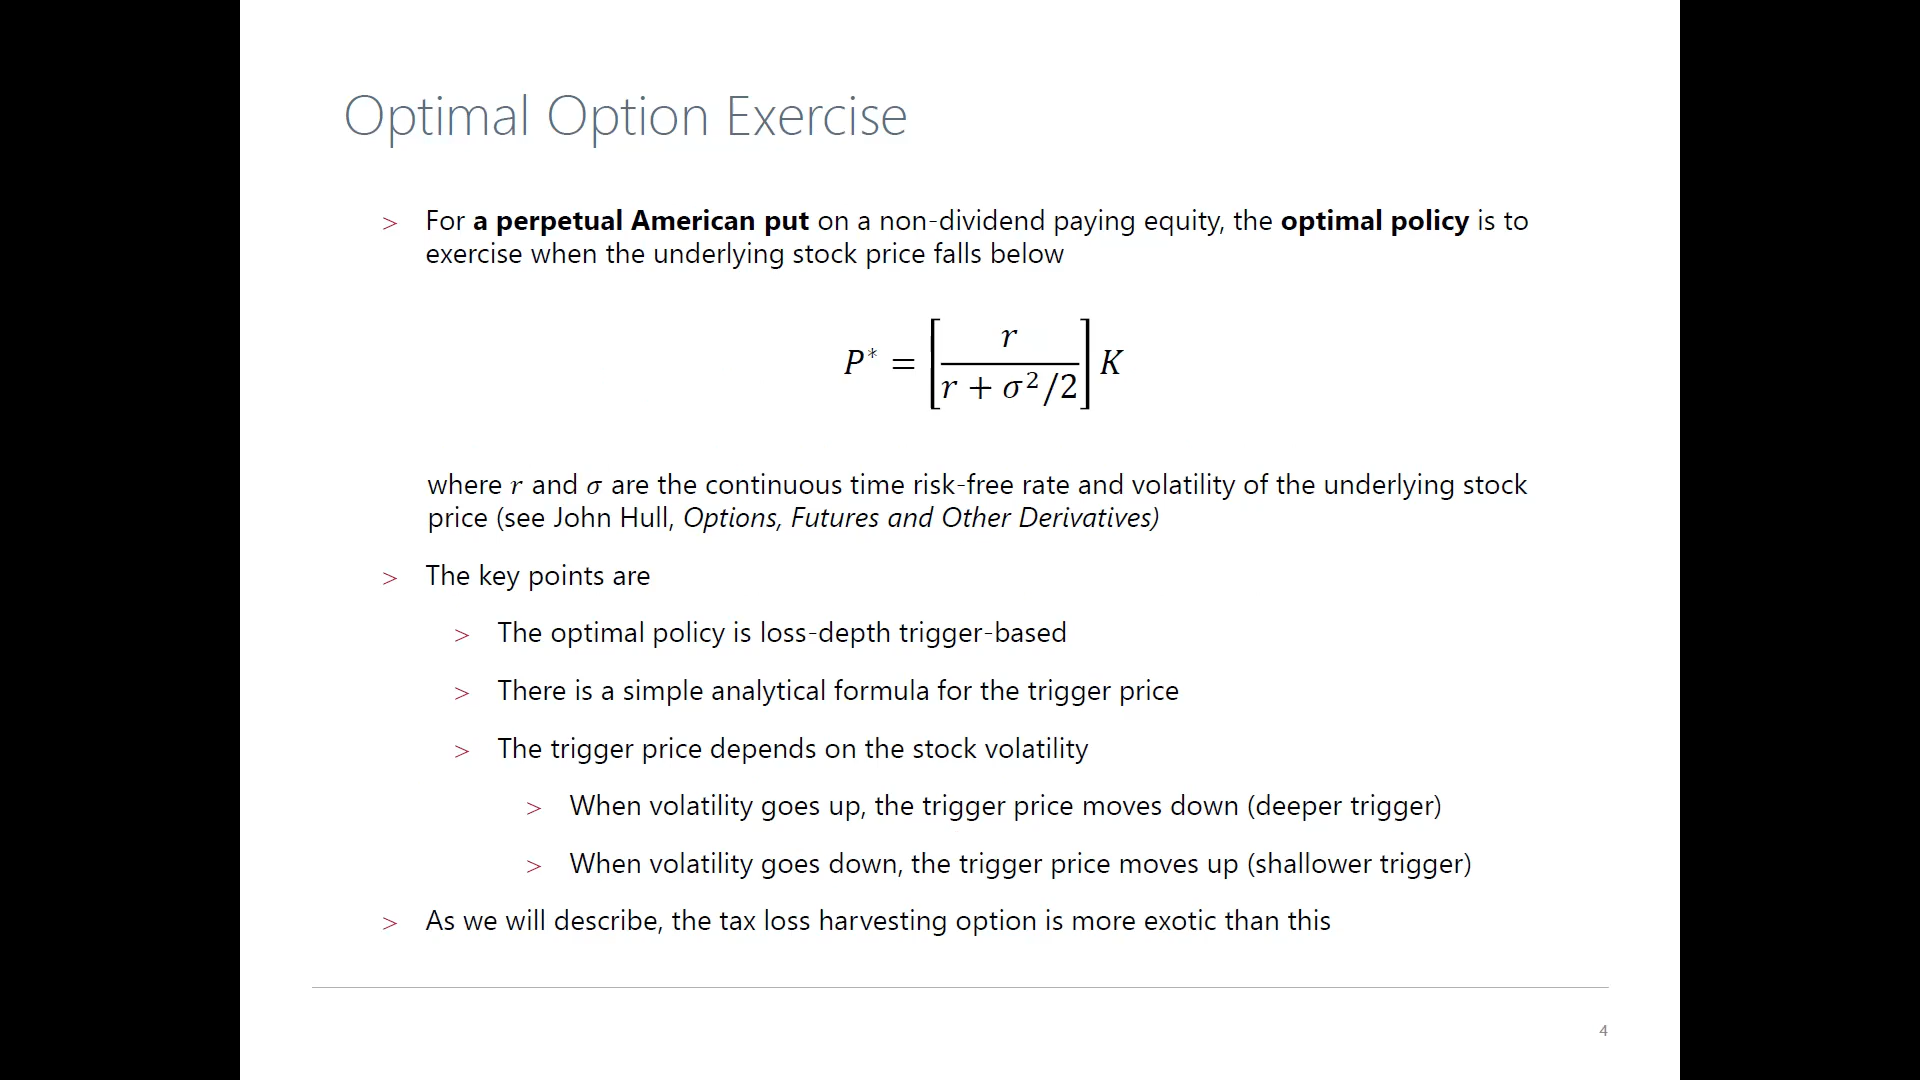 Optimal Option Exercise
> For a perpetual American put on a non-dividend paying equity, the optimal policy is to
exercise when the underlying stock price falls below
P* = [r / (r + σ²/2)] K
where r and σ are the continuous time risk-free rate and volatility of the underlying stock
price (see John Hull, Options, Futures and Other Derivatives)
> The key points are
> The optimal policy is loss-depth trigger-based
> There is a simple analytical formula for the trigger price
> The trigger price depends on the stock volatility
> When volatility goes up, the trigger price moves down (deeper trigger)
> When volatility goes down, the trigger price moves up (shallower trigger)
> As we will describe, the tax loss harvesting option is more exotic than this
4